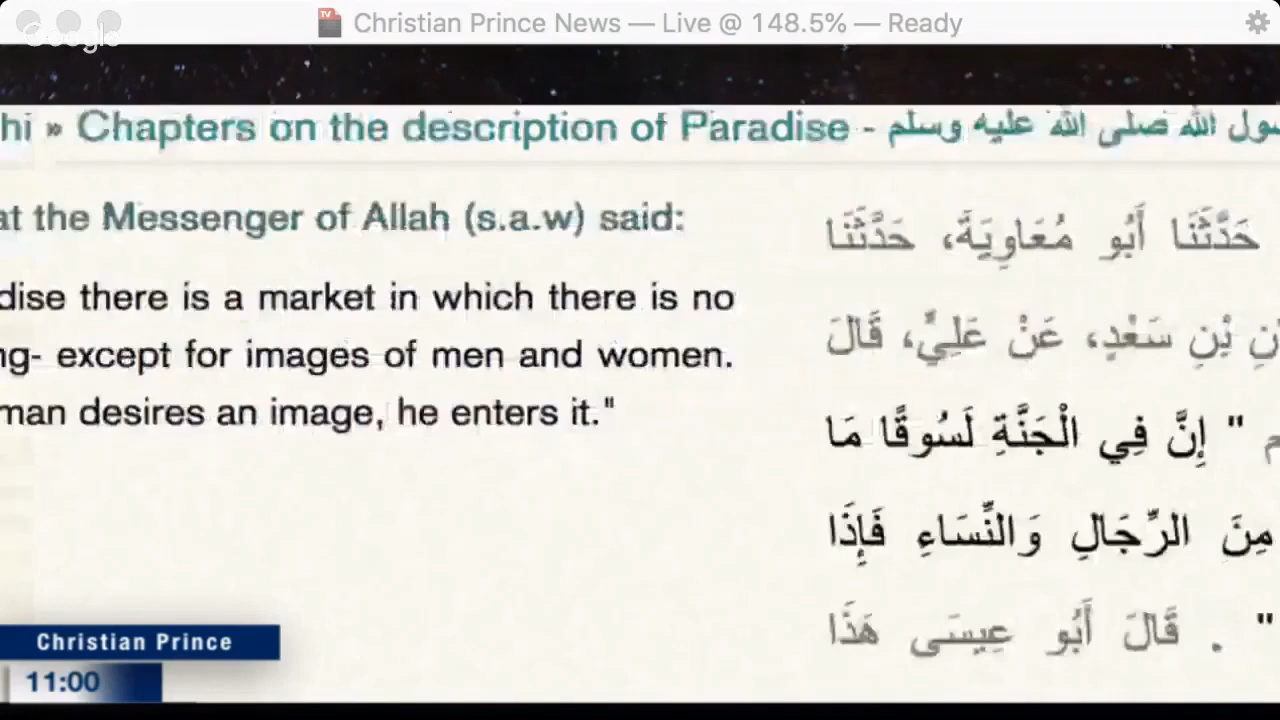 Christian Prince News — Live @ 148.5% — Ready
Google
hi » Chapters on the description of Paradise - سول الله صلى الله عليه وسلم
at the Messenger of Allah (s.a.w) said:
dise there is a market in which there is no
ng- except for images of men and women.
man desires an image, he enters it."
حَدَّثَنَا أَبُو مُعَاوِيَةَ، حَدَّثَنَا
نِ بْنِ سَعْدٍ، عَنْ عَلِيٍّ، قَالَ
م " إِنَّ فِي الْجَنَّةِ لَسُوقًا مَا
مِنَ الرِّجَالِ وَالنِّسَاءِ فَإِذَا
" . قَالَ أَبُو عِيسَى هَذَا
Christian Prince
11:00